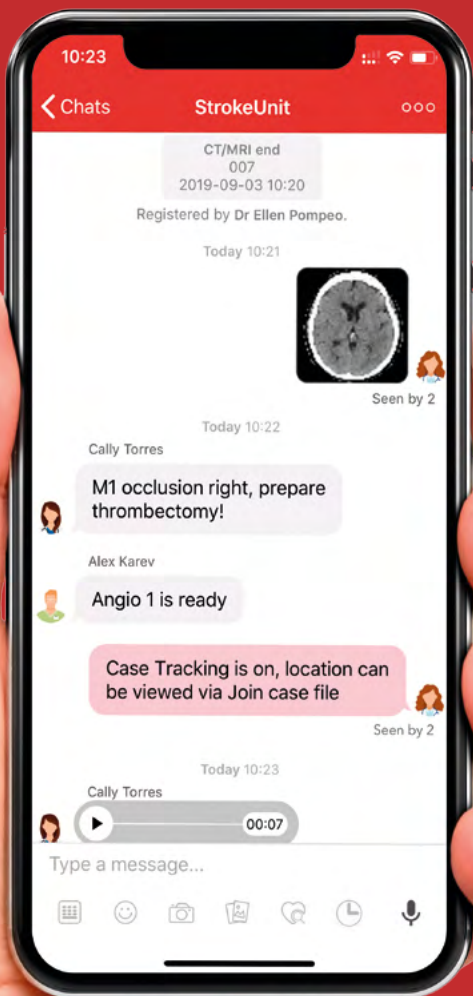 10:23
Chats
StrokeUnit
CT/MRI end
007
2019-09-03 10:20
Registered by Dr Ellen Pompeo.
Today 10:21
Seen by 2
Today 10:22
Cally Torres
M1 occlusion right, prepare
thrombectomy!
Alex Karev
Angio 1 is ready
Case Tracking is on, location can
be viewed via Join case file
Seen by 2
Today 10:23
Cally Torres
00:07
Type a message...